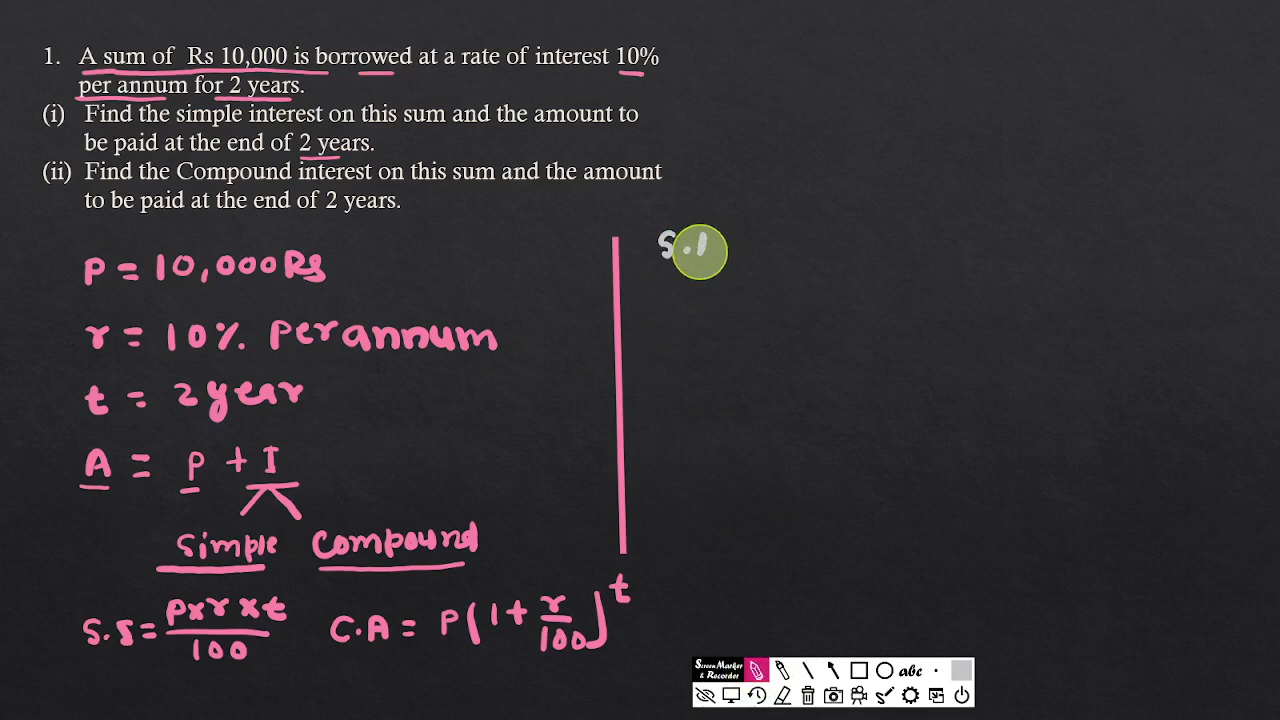 1. A sum of Rs 10,000 is borrowed at a rate of interest 10%
per annum for 2 years.
(i) Find the simple interest on this sum and the amount to
be paid at the end of 2 years.
(ii) Find the Compound interest on this sum and the amount
to be paid at the end of 2 years.
P = 10,000 Rs
r = 10% per annum
t = 2 year
A = P + I
Simple Compound
S.I = P×r×t/100
C.A = P(1 + r/100)^t
S.I
Screen Marker & Recorder
abc